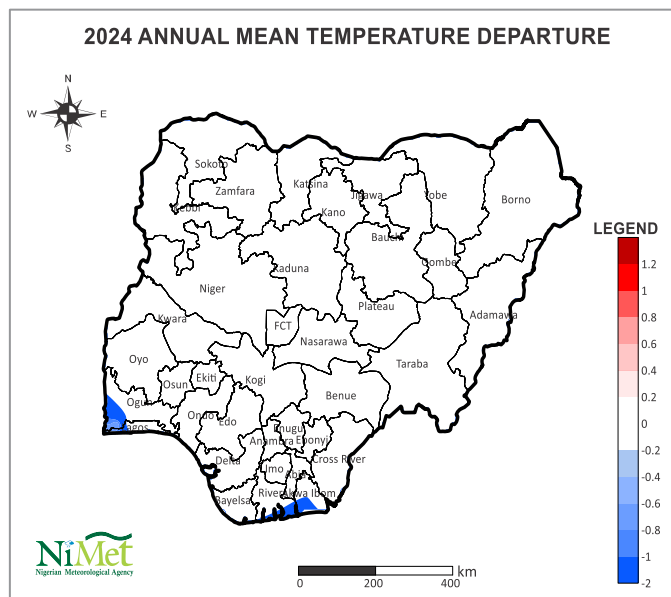 2024 ANNUAL MEAN TEMPERATURE DEPARTURE
N
W E
S
Sokoto
Zamfara
Katsina
Kebbi
Kano
Jigawa
Yobe
Borno
Bauchi
Gombe
Kaduna
Niger
Plateau
Adamawa
Kwara
FCT
Nasarawa
Taraba
Oyo
Osun
Ekiti
Kogi
Benue
Ogun
Lagos
Ondo
Edo
Enugu
Anambra
Ebonyi
Cross River
Delta
Imo
Abia
Bayelsa
Rivers
Akwa Ibom
LEGEND
1.2
1
0.8
0.6
0.4
0.2
0
-0.2
-0.4
-0.6
-0.8
-1
-2
NiMet
Nigerian Meteorological Agency
km
0 200 400